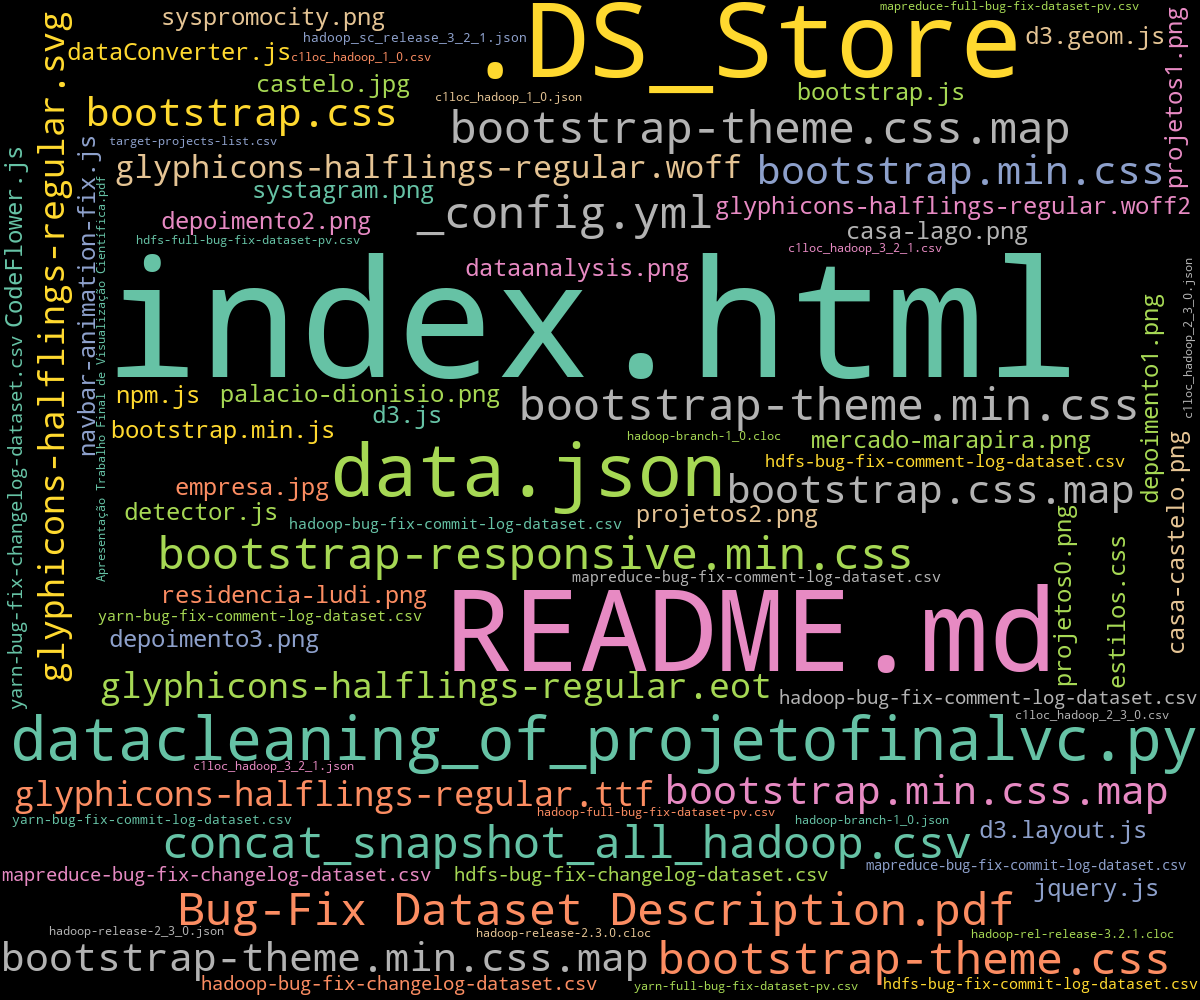 mapreduce-full-bug-fix-dataset-pv.csv
syspromocity.png
.DS_Store
d3.geom.js
projetos1.png
hadoop_sc_release_3_2_1.json
dataConverter.js
c1loc_hadoop_1_0.csv
castelo.jpg
bootstrap.js
c1loc_hadoop_1_0.json
bootstrap.css
bootstrap-theme.css.map
target-projects-list.csv
glyphicons-halflings-regular.svg
navbar-animation-fix.js
CodeFlower.js
glyphicons-halflings-regular.woff
bootstrap.min.css
systagram.png
glyphicons-halflings-regular.woff2
_config.yml
depoimento2.png
casa-lago.png
hdfs-full-bug-fix-dataset-pv.csv
c1loc_hadoop_3_2_1.csv
dataanalysis.png
Apresentação Trabalho Final de Visualização Científica.pdf
c1loc_hadoop_2_3_0.json
index.html
depoimento1.png
npm.js
palacio-dionisio.png
bootstrap-theme.min.css
d3.js
bootstrap.min.js
hadoop-branch-1_0.cloc
mercado-marapira.png
casa-castelo.png
yarn-bug-fix-changelog-dataset.csv
data.json
hdfs-bug-fix-comment-log-dataset.csv
empresa.jpg
bootstrap.css.map
detector.js
projetos2.png
hadoop-bug-fix-commit-log-dataset.csv
projetos0.png
estilos.css
bootstrap-responsive.min.css
mapreduce-bug-fix-comment-log-dataset.csv
residencia-ludi.png
README.md
yarn-bug-fix-comment-log-dataset.csv
depoimento3.png
glyphicons-halflings-regular.eot
hadoop-bug-fix-comment-log-dataset.csv
c1loc_hadoop_2_3_0.csv
datacleaning_of_projetofinalvc.py
c1loc_hadoop_3_2_1.json
glyphicons-halflings-regular.ttf
bootstrap.min.css.map
hadoop-full-bug-fix-dataset-pv.csv
yarn-bug-fix-commit-log-dataset.csv
hadoop-branch-1_0.json
d3.layout.js
concat_snapshot_all_hadoop.csv
mapreduce-bug-fix-commit-log-dataset.csv
mapreduce-bug-fix-changelog-dataset.csv
hdfs-bug-fix-changelog-dataset.csv
jquery.js
Bug-Fix Dataset Description.pdf
hadoop-release-2_3_0.json
hadoop-release-2.3.0.cloc
hadoop-rel-release-3.2.1.cloc
bootstrap-theme.min.css.map
bootstrap-theme.css
hadoop-bug-fix-changelog-dataset.csv
yarn-full-bug-fix-dataset-pv.csv
hdfs-bug-fix-commit-log-dataset.csv